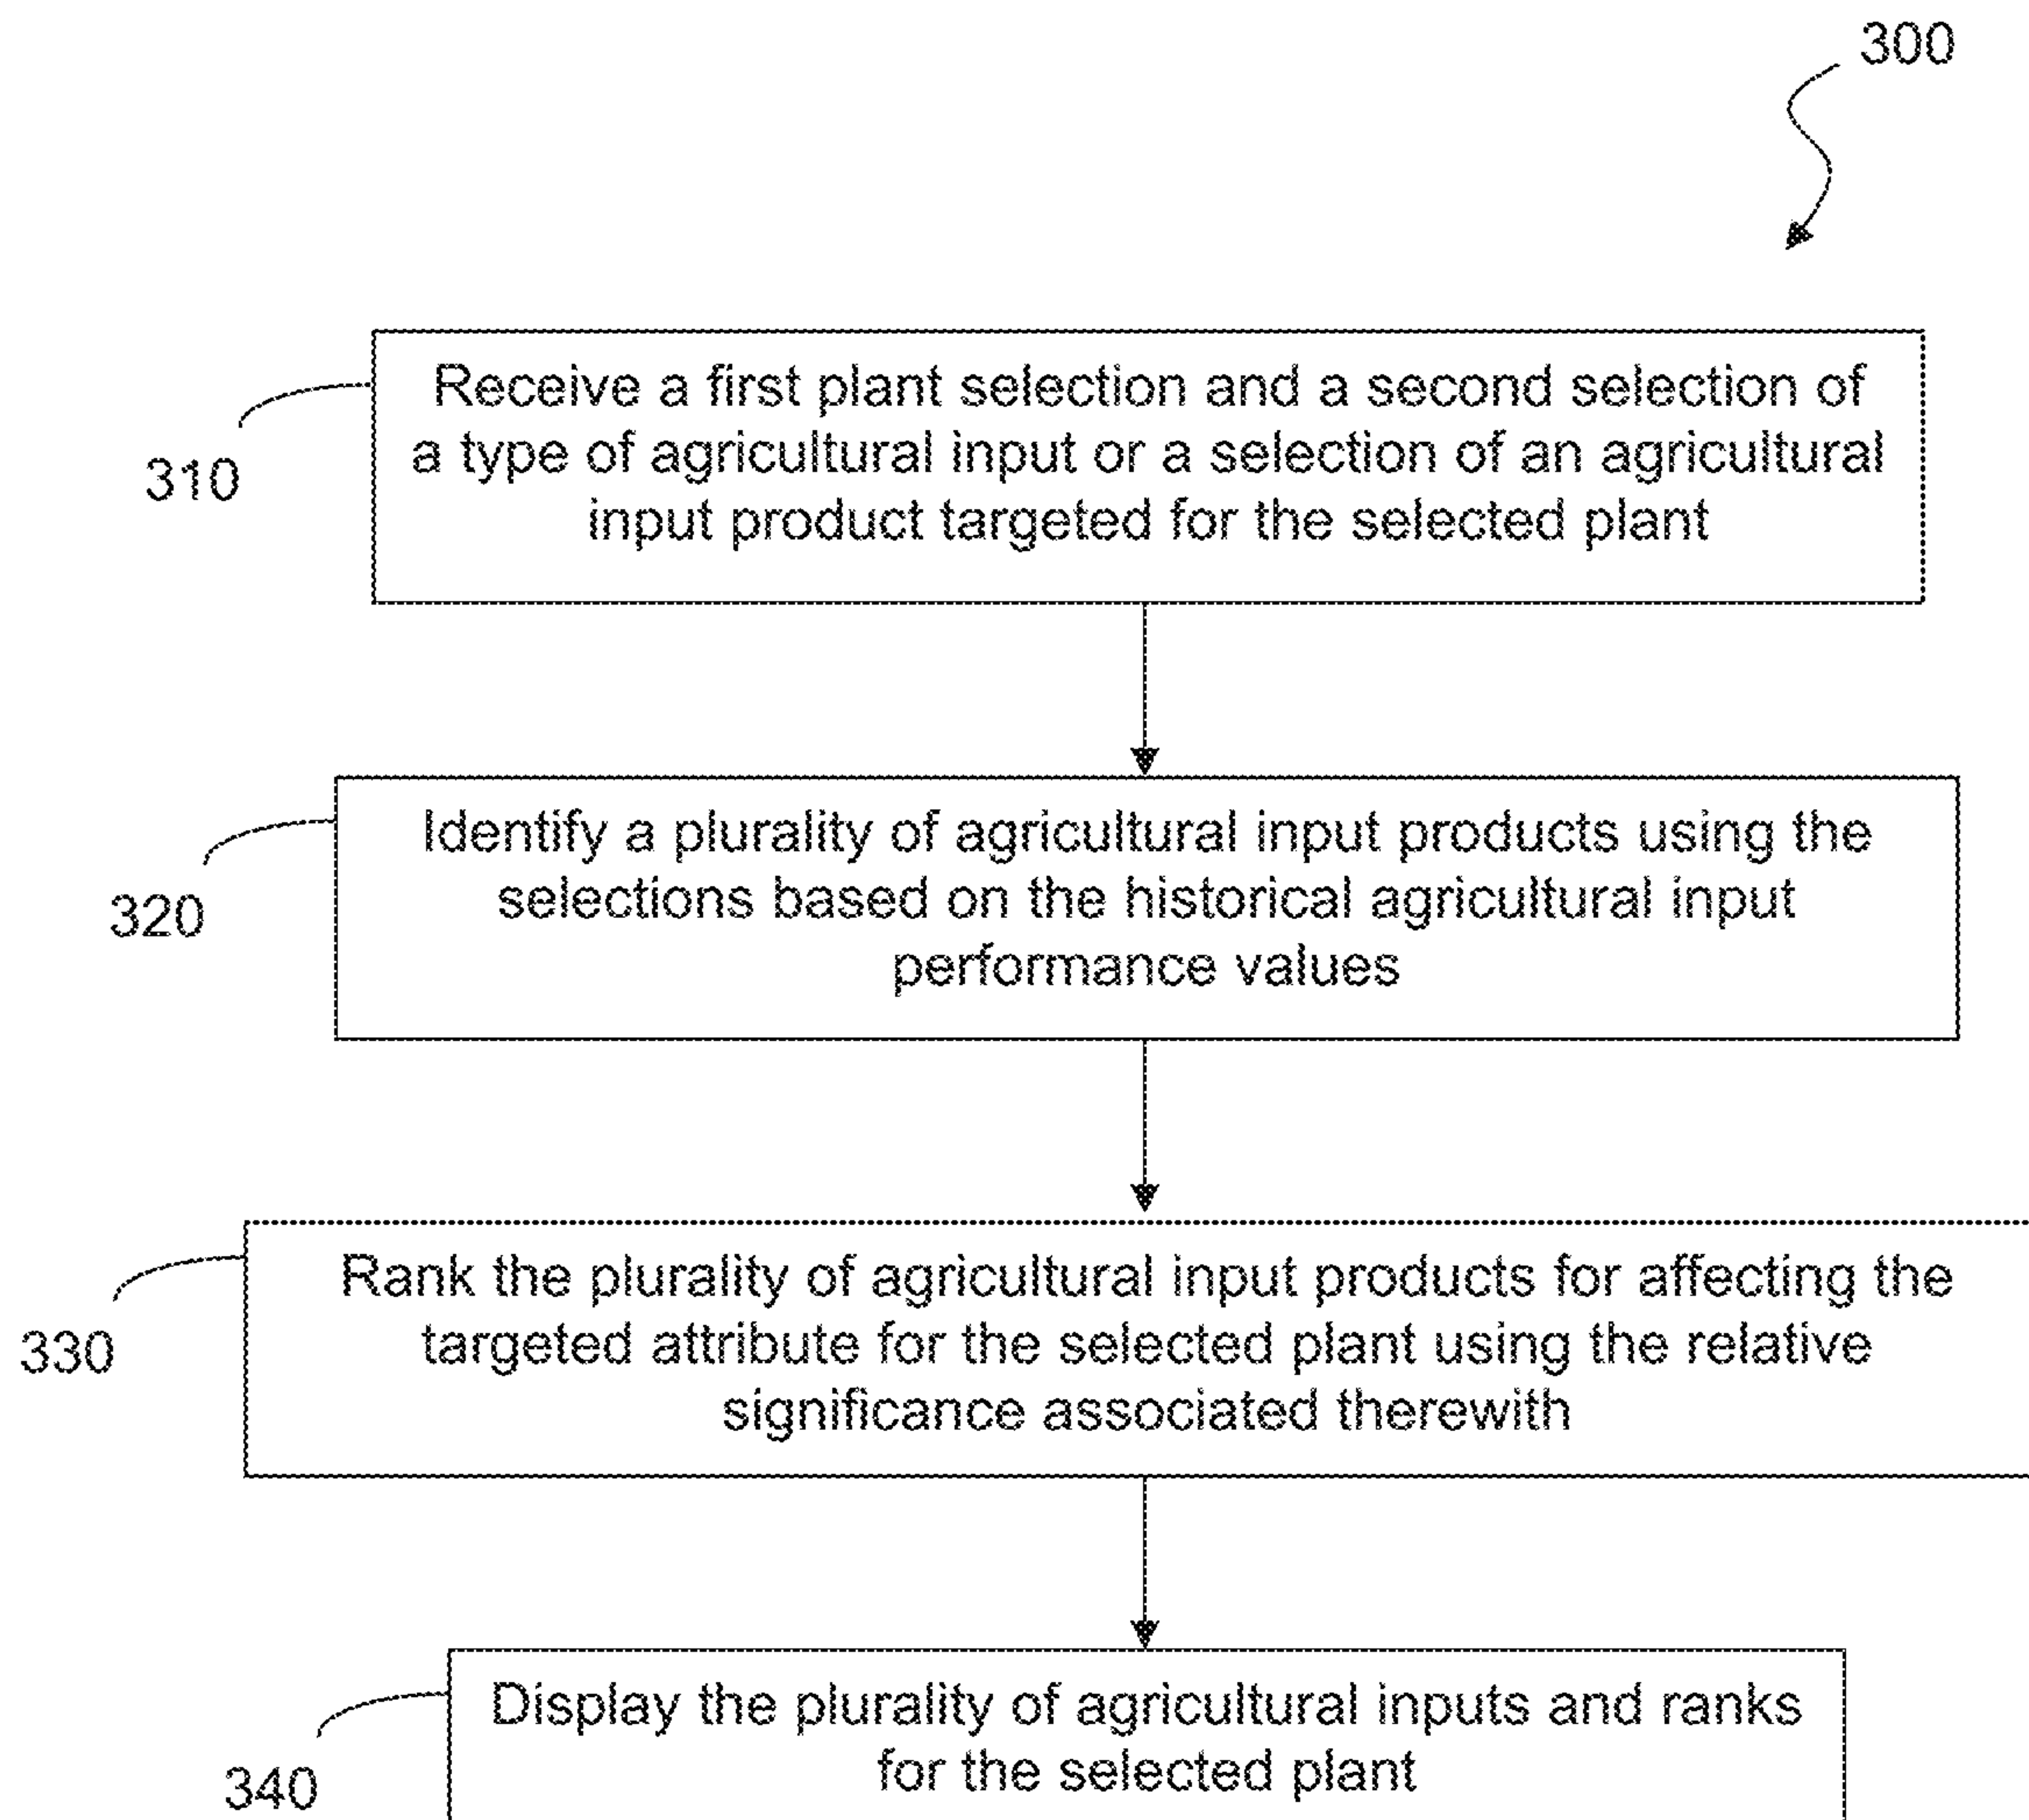 300
Receive a first plant selection and a second selection of
a type of agricultural input or a selection of an agricultural
input product targeted for the selected plant
310
Identify a plurality of agricultural input products using the
selections based on the historical agricultural input
performance values
320
Rank the plurality of agricultural input products for affecting the
targeted attribute for the selected plant using the relative
significance associated therewith
330
Display the plurality of agricultural inputs and ranks
for the selected plant
340